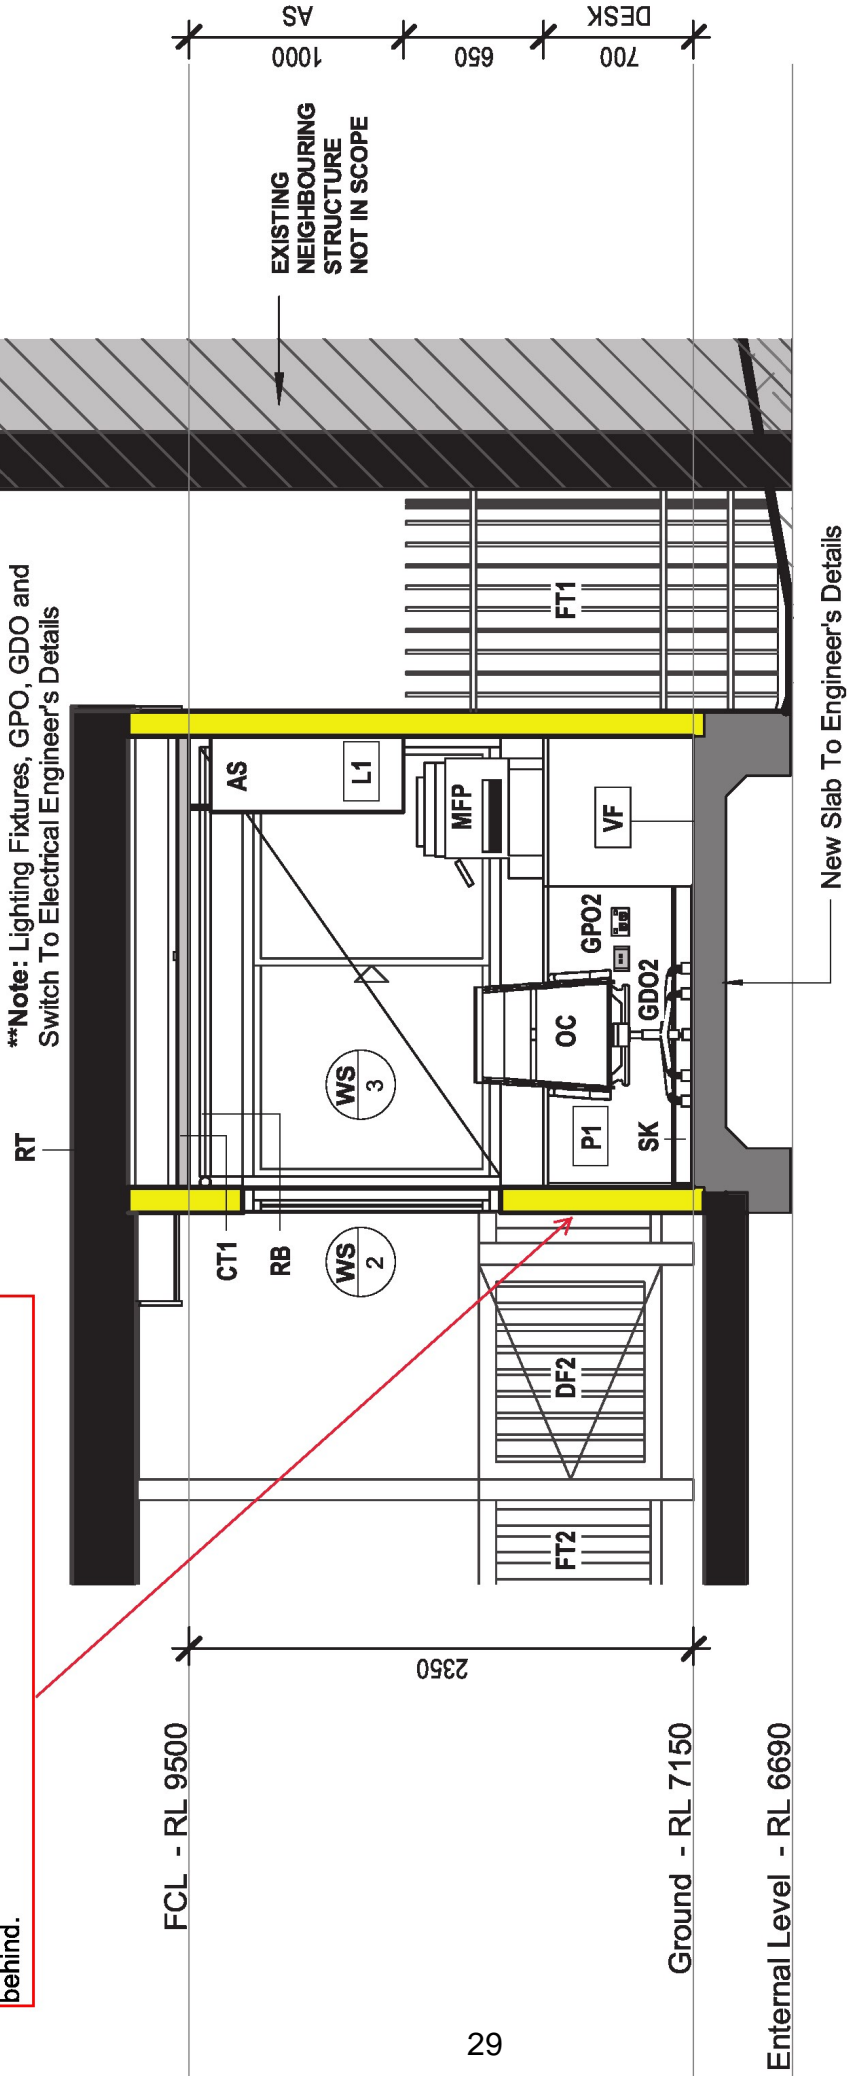 **Note: Lighting Fixtures, GPO, GDO and
Switch To Electrical Engineer's Details
RT
behind.
CT1
RB
WS
2
WS
3
AS
L1
MFP
VF
GPO2
GDO2
OC
P1
SK
DF2
FT2
FT1
EXISTING
NEIGHBOURING
STRUCTURE
NOT IN SCOPE
AS
1000
650
DESK
700
2350
FCL - RL 9500
Ground - RL 7150
Enternal Level - RL 6690
New Slab To Engineer's Details
29